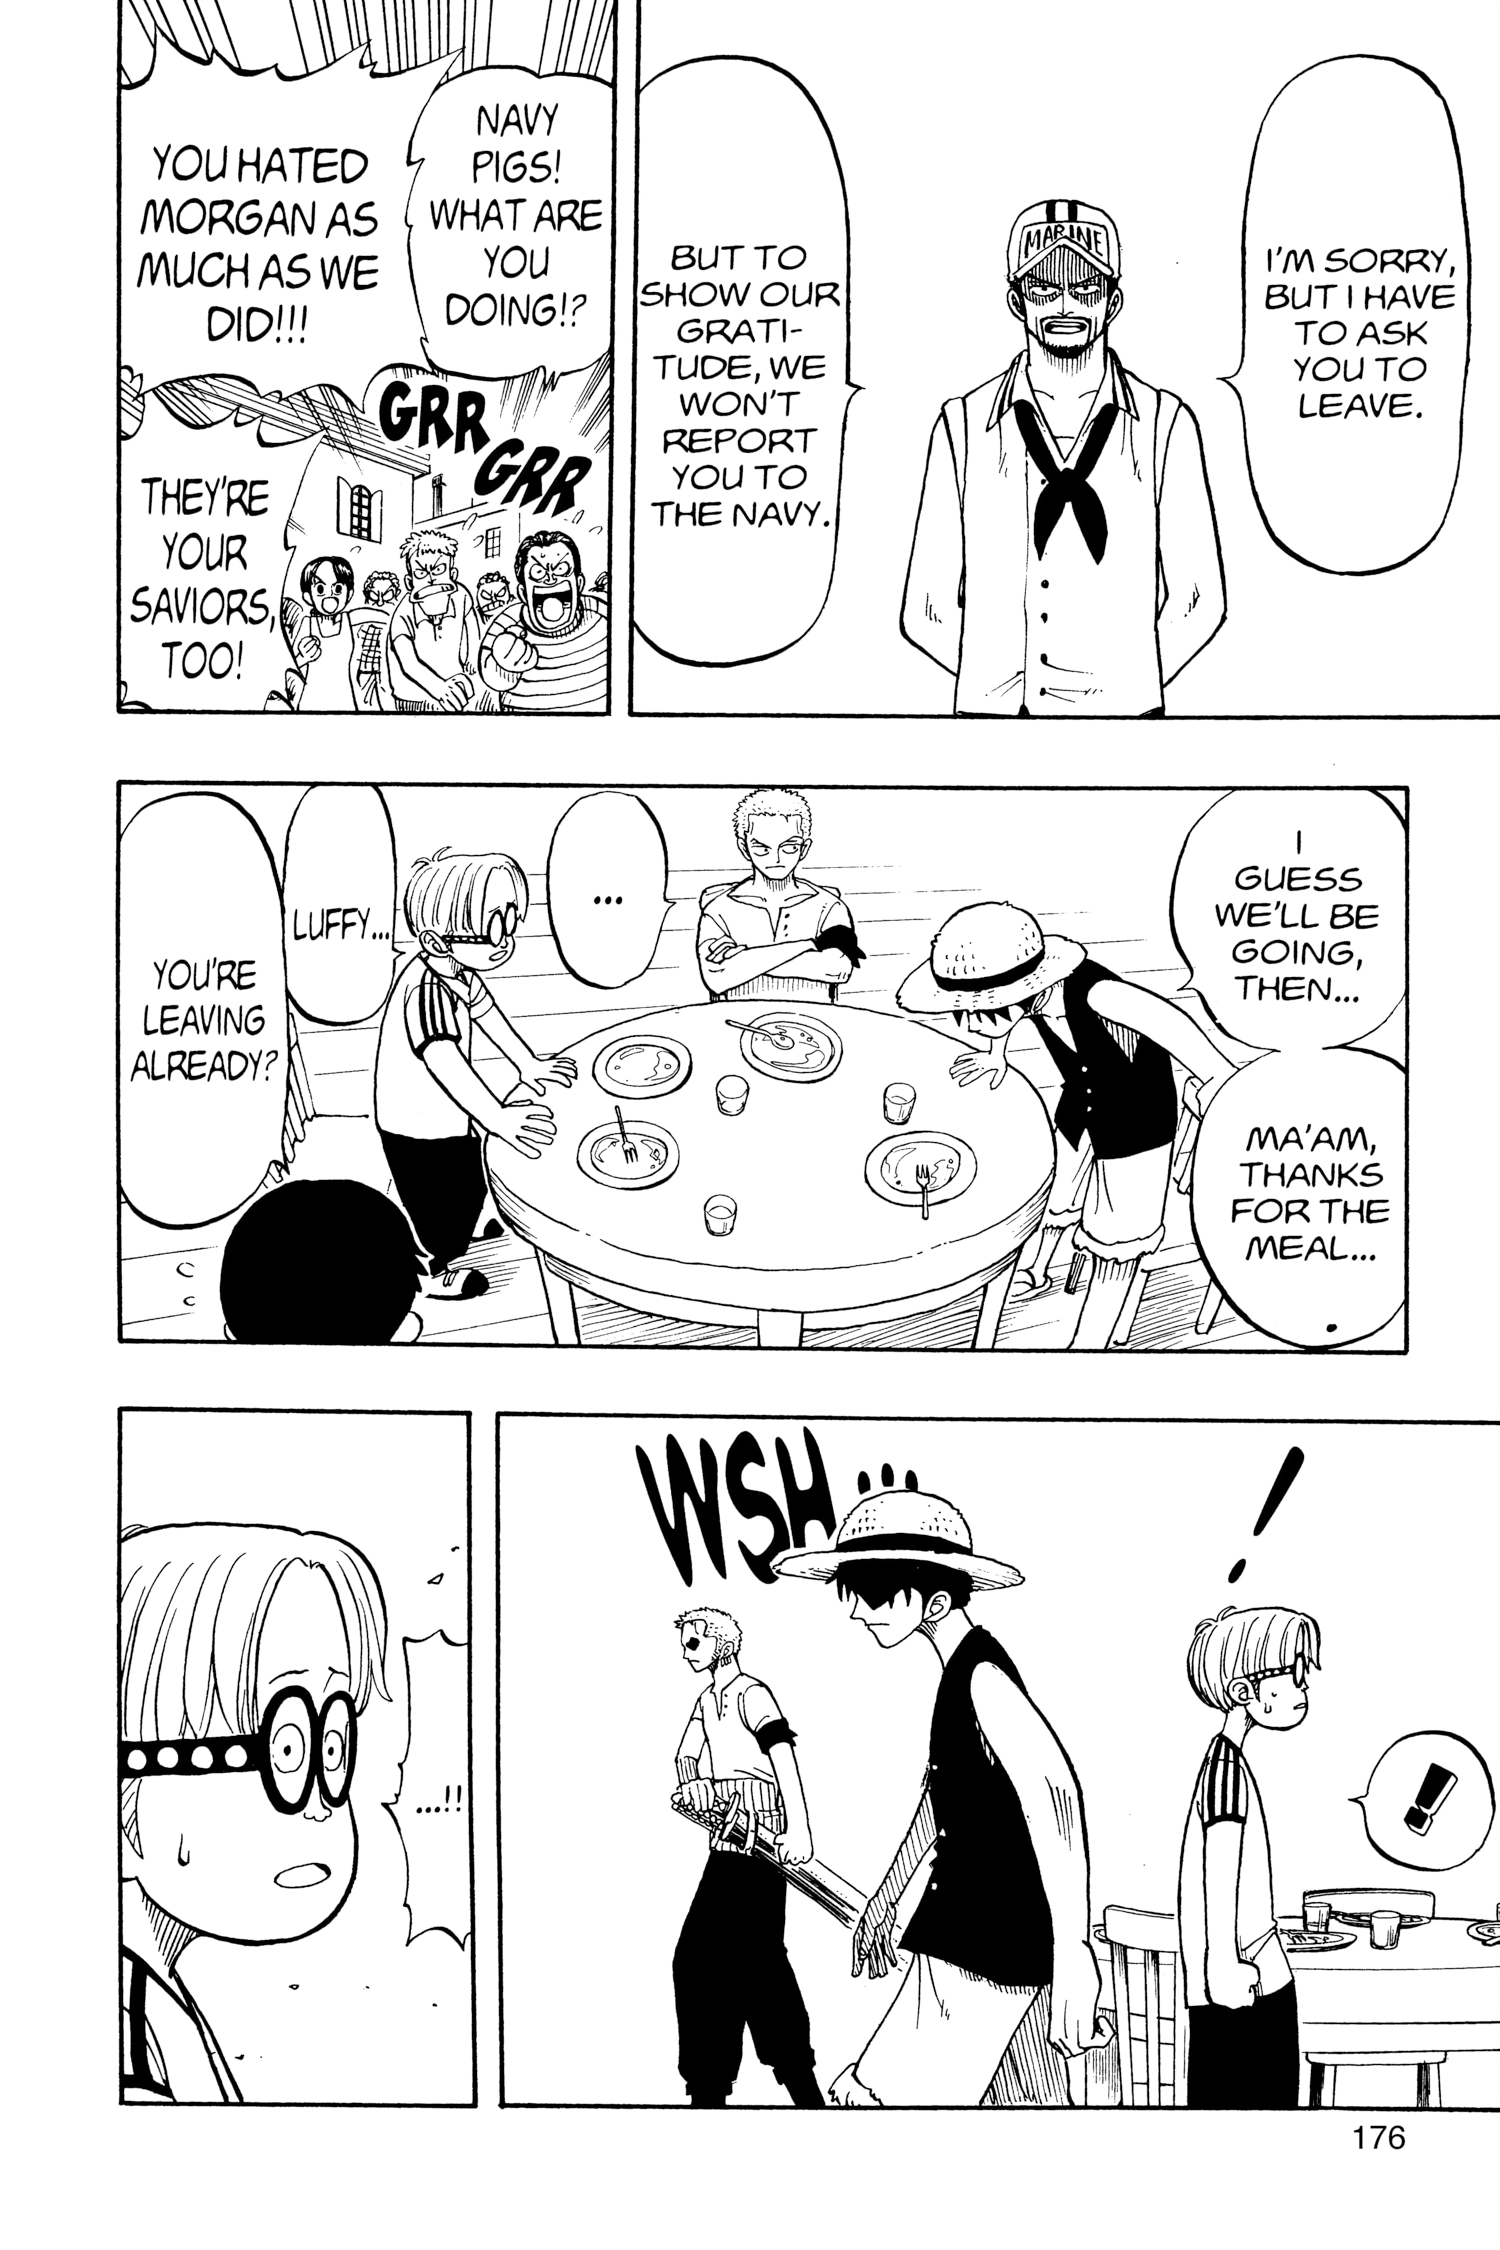 I'M SORRY,
BUT I HAVE
TO ASK
YOU TO
LEAVE.
MARINE
BUT TO
SHOW OUR
GRATI-
TUDE, WE
WON'T
REPORT
YOU TO
THE NAVY.
NAVY
PIGS!
WHAT ARE
YOU
DOING!?
YOU HATED
MORGAN AS
MUCH AS WE
DID!!!
GRR
GRR
THEY'RE
YOUR
SAVIORS,
TOO!
I
GUESS
WE'LL BE
GOING,
THEN...
MA'AM,
THANKS
FOR THE
MEAL...
...
LUFFY...
YOU'RE
LEAVING
ALREADY?
!
!
WSH
...!!
176